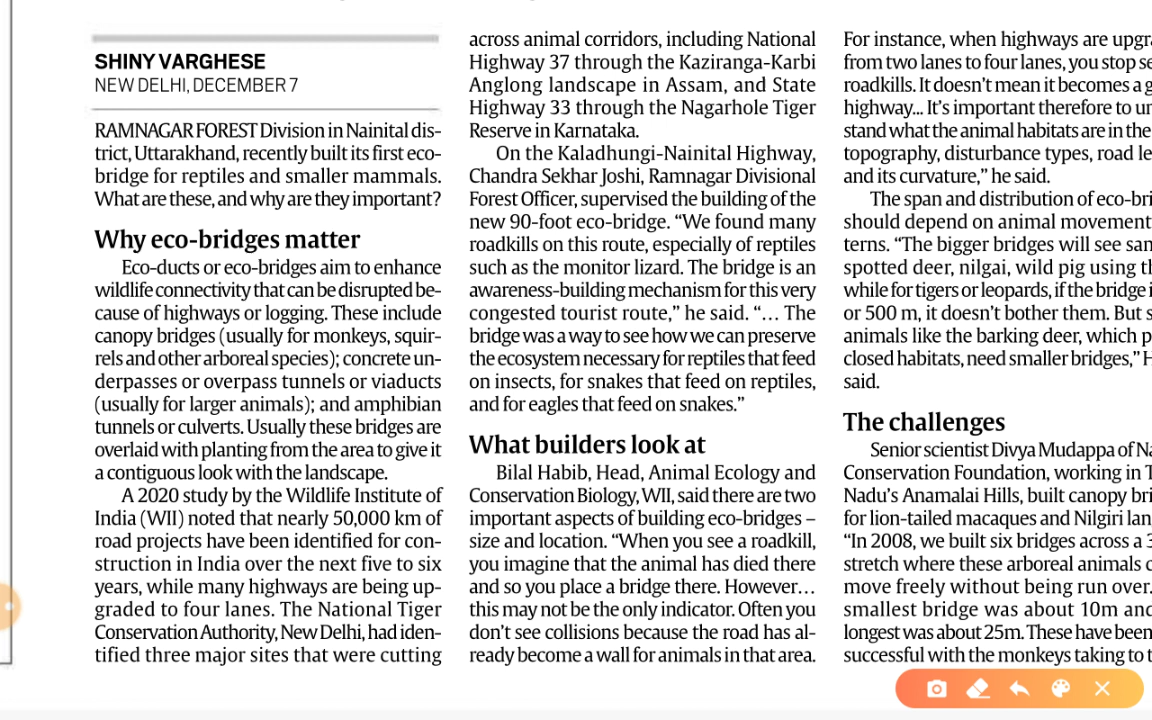 SHINY VARGHESE
NEW DELHI, DECEMBER 7
RAMNAGAR FOREST Division in Nainital dis-
trict, Uttarakhand, recently built its first eco-
bridge for reptiles and smaller mammals.
What are these, and why are they important?
Why eco-bridges matter
Eco-ducts or eco-bridges aim to enhance
wildlife connectivity that can be disrupted be-
cause of highways or logging. These include
canopy bridges (usually for monkeys, squir-
rels and other arboreal species); concrete un-
derpasses or overpass tunnels or viaducts
(usually for larger animals); and amphibian
tunnels or culverts. Usually these bridges are
overlaid with planting from the area to give it
a contiguous look with the landscape.
A 2020 study by the Wildlife Institute of
India (WII) noted that nearly 50,000 km of
road projects have been identified for con-
struction in India over the next five to six
years, while many highways are being up-
graded to four lanes. The National Tiger
Conservation Authority, New Delhi, had iden-
tified three major sites that were cutting
across animal corridors, including National
Highway 37 through the Kaziranga-Karbi
Anglong landscape in Assam, and State
Highway 33 through the Nagarhole Tiger
Reserve in Karnataka.
On the Kaladhungi-Nainital Highway,
Chandra Sekhar Joshi, Ramnagar Divisional
Forest Officer, supervised the building of the
new 90-foot eco-bridge. “We found many
roadkills on this route, especially of reptiles
such as the monitor lizard. The bridge is an
awareness-building mechanism for this very
congested tourist route,” he said. “... The
bridge was a way to see how we can preserve
the ecosystem necessary for reptiles that feed
on insects, for snakes that feed on reptiles,
and for eagles that feed on snakes.”
What builders look at
Bilal Habib, Head, Animal Ecology and
Conservation Biology, WII, said there are two
important aspects of building eco-bridges –
size and location. “When you see a roadkill,
you imagine that the animal has died there
and so you place a bridge there. However...
this may not be the only indicator. Often you
don’t see collisions because the road has al-
ready become a wall for animals in that area.
For instance, when highways are
from two lanes to four lanes, you stop
roadkills. It doesn’t mean it becomes a
highway... It’s important therefore to
stand what the animal habitats are in the
topography, disturbance types, road
and its curvature,” he said.
The span and distribution of
should depend on animal movement
terns. “The bigger bridges will see
spotted deer, nilgai, wild pig using
while for tigers or leopards, if the bridge
or 500 m, it doesn’t bother them. But
animals like the barking deer, which
closed habitats, need smaller bridges,”
said.
The challenges
Senior scientist Divya Mudappa of
Conservation Foundation, working in
Nadu’s Anamalai Hills, built canopy
for lion-tailed macaques and Nilgiri
“In 2008, we built six bridges across a
stretch where these arboreal animals
move freely without being run over.
smallest bridge was about 10m and
longest was about 25m. These have been
successful with the monkeys taking to